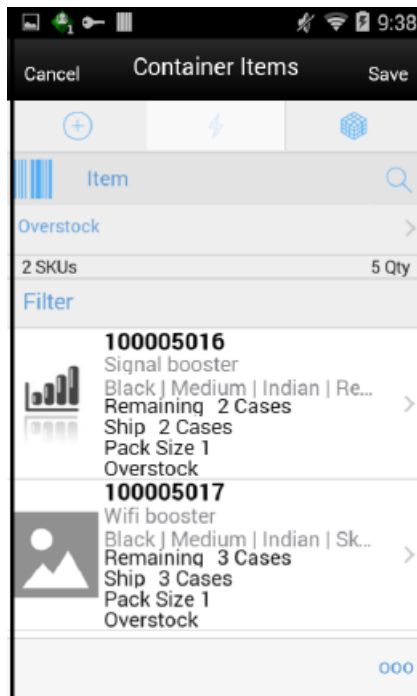 9:38
Cancel Container Items Save
Item
Overstock
2 SKUs 5 Qty
Filter
100005016
Signal booster
Black | Medium | Indian | Re...
Remaining 2 Cases
Ship 2 Cases
Pack Size 1
Overstock
100005017
Wifi booster
Black | Medium | Indian | Sk...
Remaining 3 Cases
Ship 3 Cases
Pack Size 1
Overstock